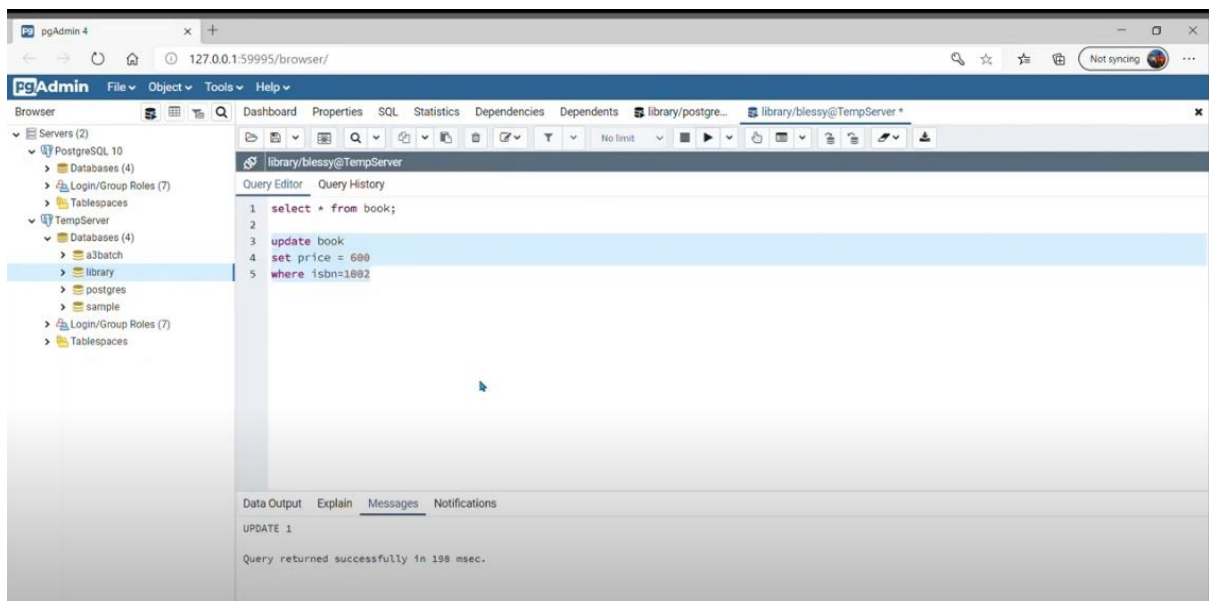 pgAdmin 4
127.0.0.1:59995/browser/
Not syncing
PgAdmin File Object Tools Help
Browser
Dashboard Properties SQL Statistics Dependencies Dependents library/postgre... library/blessy@TempServer *
Servers (2)
PostgreSQL 10
Databases (4)
Login/Group Roles (7)
Tablespaces
TempServer
Databases (4)
a3batch
library
postgres
sample
Login/Group Roles (7)
Tablespaces
No limit
library/blessy@TempServer
Query Editor Query History
1 select * from book;
2
3 update book
4 set price = 600
5 where isbn=1002
Data Output Explain Messages Notifications
UPDATE 1
Query returned successfully in 198 msec.